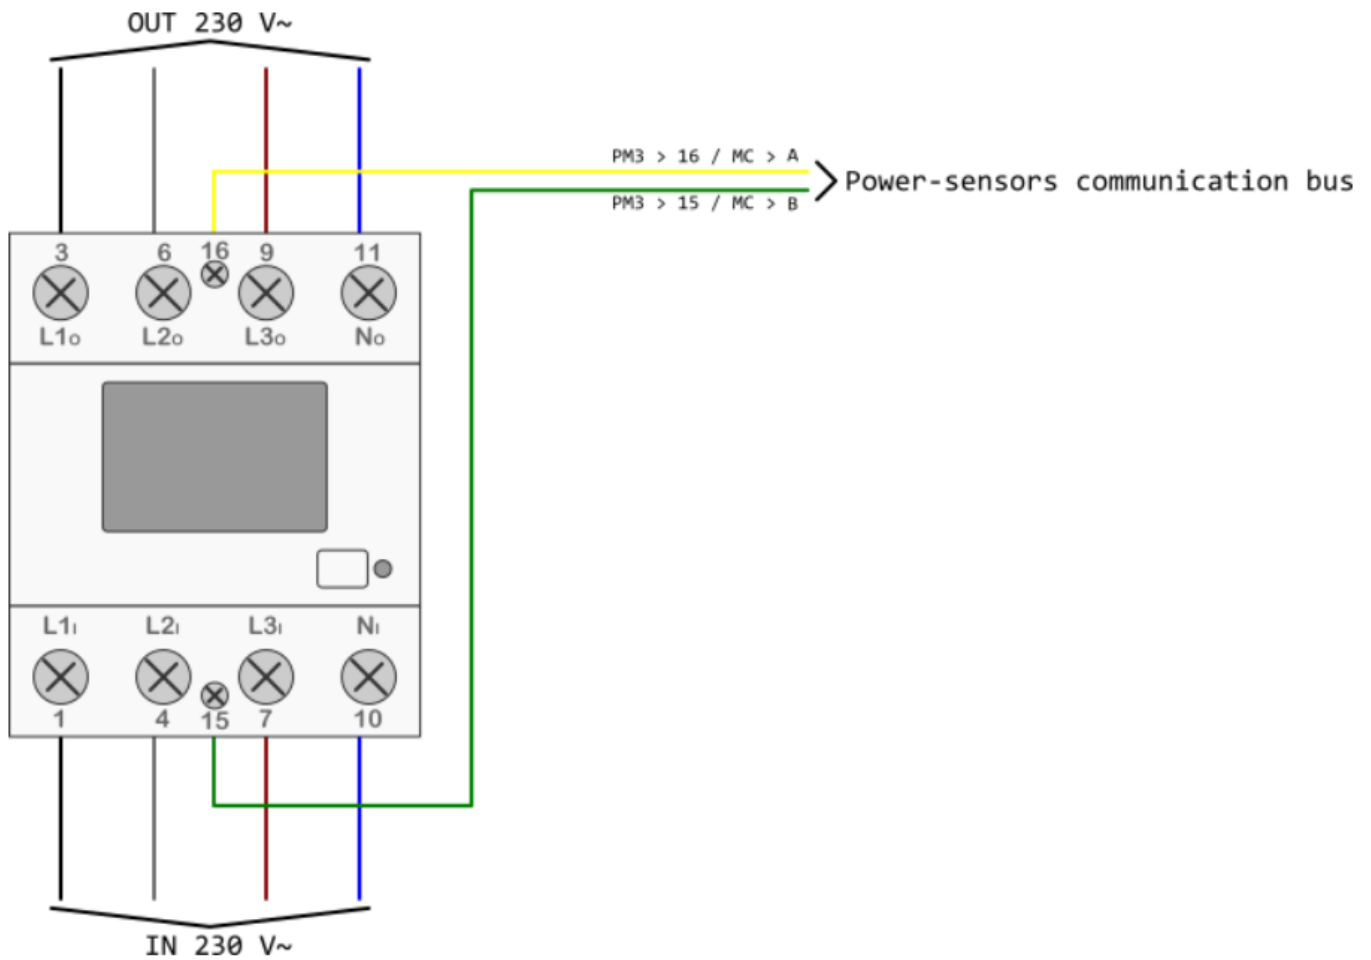 OUT 230 V~
PM3 > 16 / MC > A
Power-sensors communication bus
PM3 > 15 / MC > B
3 6 16 9 11
L1o L2o L3o No
L1I L2I L3I NI
1 4 15 7 10
IN 230 V~